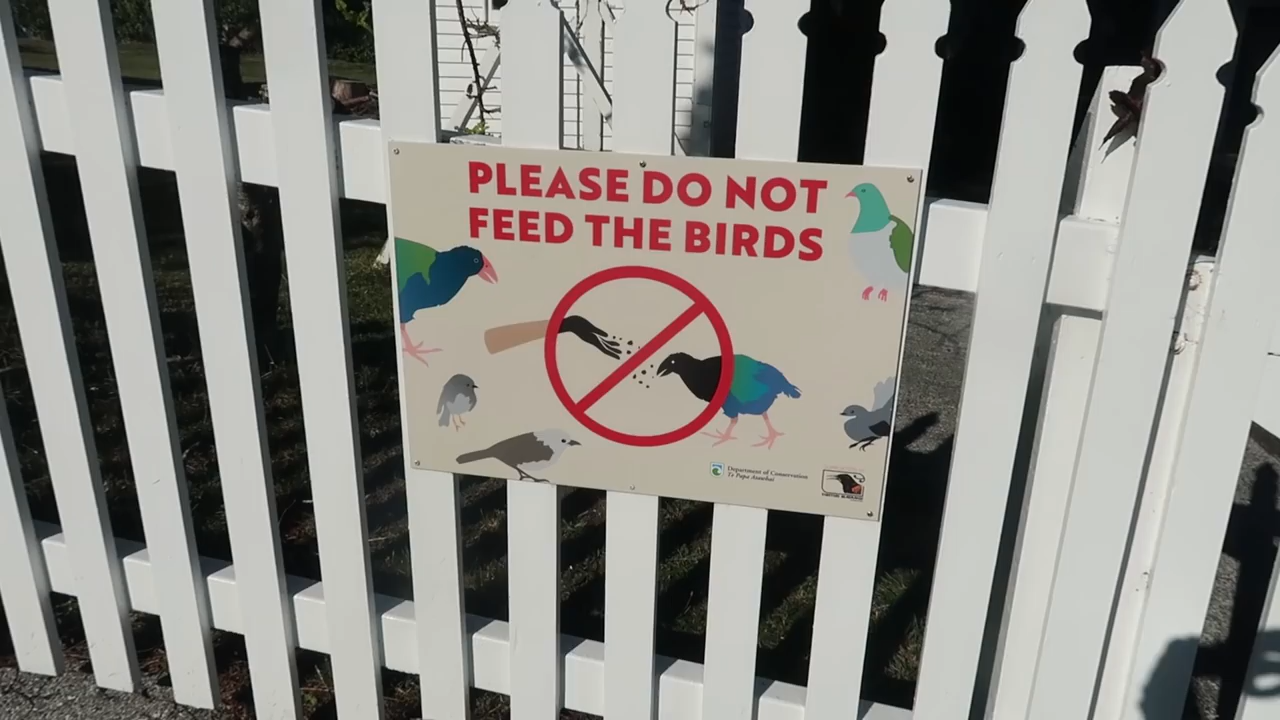 PLEASE DO NOT
FEED THE BIRDS
Department of Conservation
Te Papa Atawhai